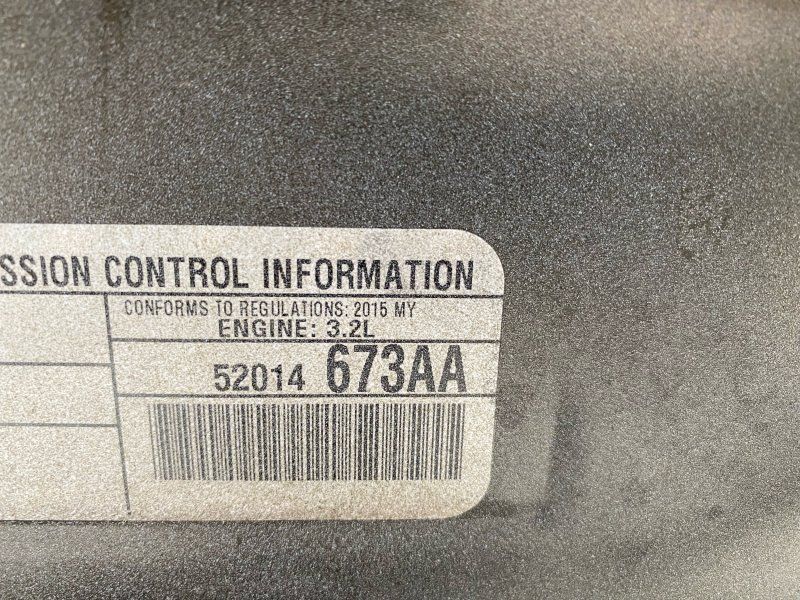 SSION CONTROL INFORMATION
CONFORMS TO REGULATIONS: 2015 MY
ENGINE: 3.2L
52014 673AA